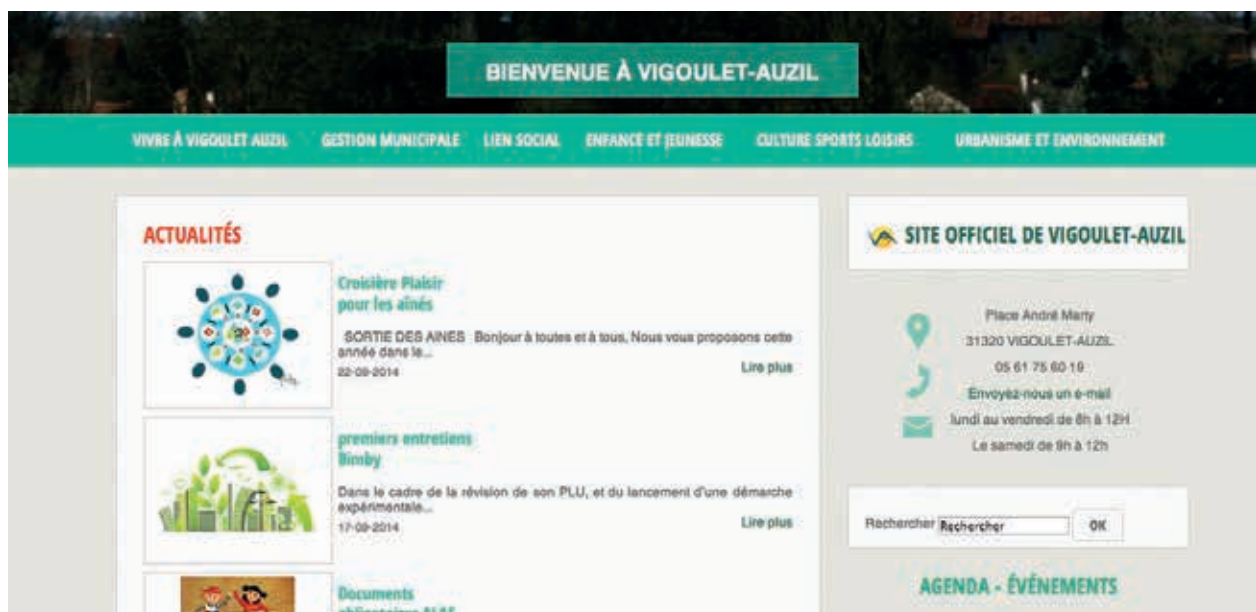 BIENVENUE À VIGOULET-AUZIL
VIVRE À VIGOULET AUZIL GESTION MUNICIPALE LIEN SOCIAL ENFANCE ET JEUNESSE CULTURE SPORTS LOISIRS URBANISME ET ENVIRONNEMENT
ACTUALITÉS
Croisière Plaisir
pour les aînés
SORTIE DES AINES Bonjour à toutes et à tous, Nous vous proposons cette
année dans le...
22-09-2014 Lire plus
premiers entretiens
Bimby
Dans le cadre de la révision de son PLU, et du lancement d'une démarche
expérimentale...
17-09-2014 Lire plus
Documents
SITE OFFICIEL DE VIGOULET-AUZIL
Place André Marty
31320 VIGOULET-AUZIL
05 61 75 60 19
Envoyez-nous un e-mail
lundi au vendredi de 8h à 12H
Le samedi de 9h à 12h
Rechercher Rechercher OK
AGENDA - ÉVÉNEMENTS